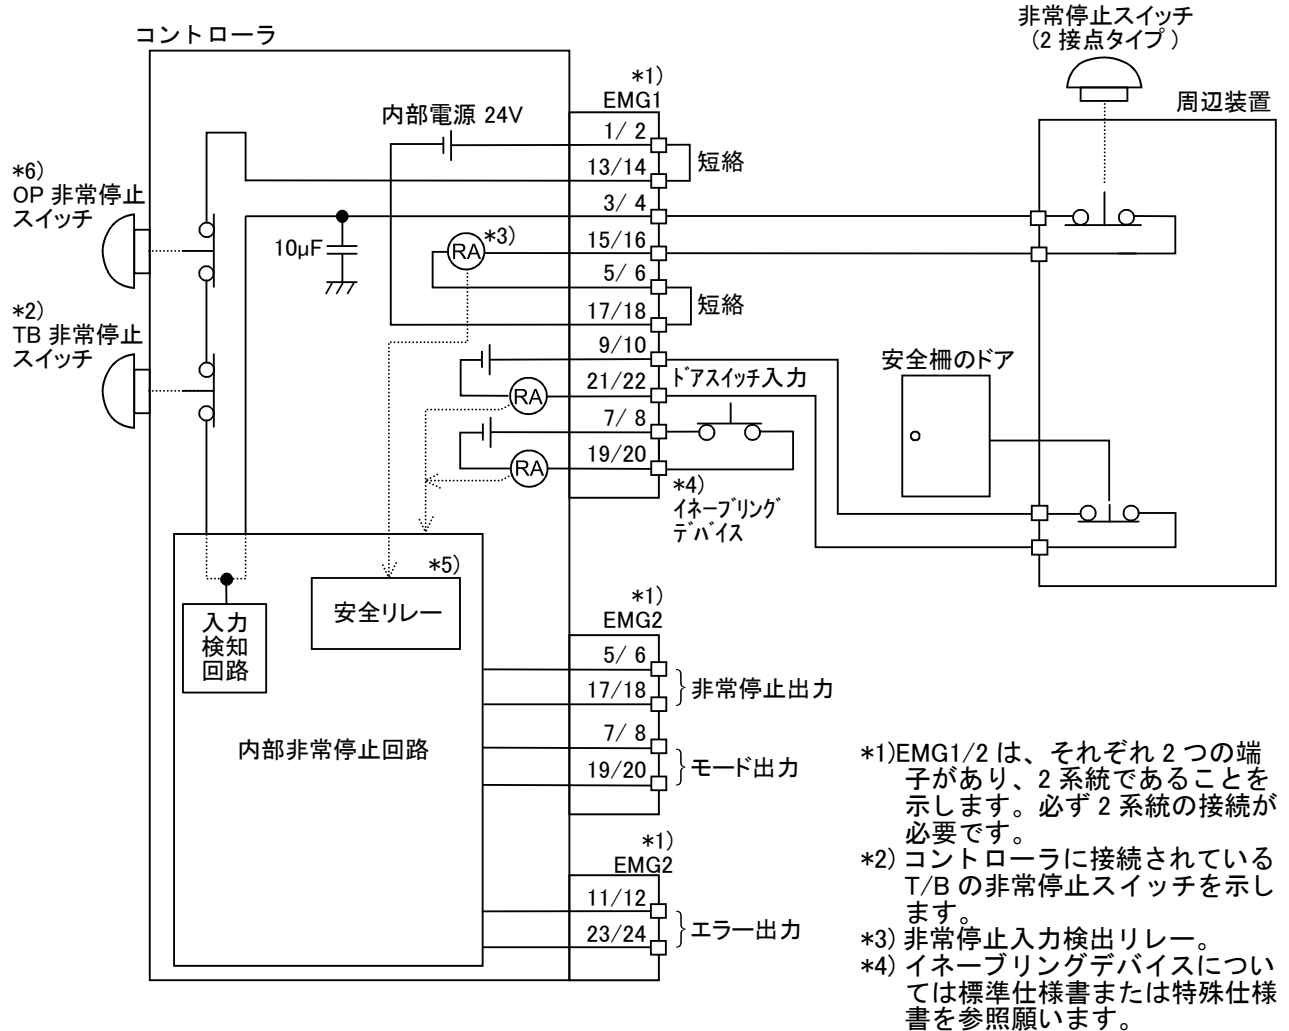 非常停止スイッチ
(2 接点タイプ )
コントローラ
*1)
EMG1
周辺装置
内部電源 24V
1/ 2
13/14
短絡
*6)
OP 非常停止
スイッチ
3/ 4
10μF
RA
*3)
15/16
5/ 6
17/18
短絡
*2)
TB 非常停止
スイッチ
9/10
21/22
ドアスイッチ入力
安全柵のドア
RA
7/ 8
19/20
RA
*4)
イネーブリング
デバイス
*5)
安全リレー
入力
検知
回路
*1)
EMG2
5/ 6
17/18
非常停止出力
7/ 8
19/20
モード出力
内部非常停止回路
*1)
EMG2
11/12
23/24
エラー出力
*1)EMG1/2 は、それぞれ 2 つの端
子があり、2 系統であることを
示します。必ず 2 系統の接続が
必要です。
*2) コントローラに接続されている
T/B の非常停止スイッチを示し
ます。
*3) 非常停止入力検出リレー。
*4) イネーブリングデバイスについ
ては標準仕様書または特殊仕様
書を参照願います。